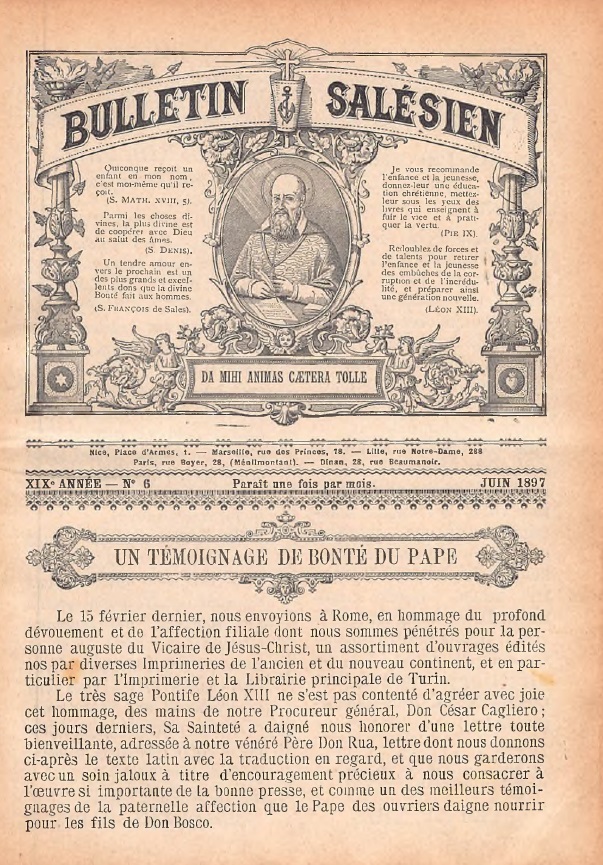 BULLETIN SALÉSIEN
Quiconque reçoit un
enfant en mon nom,
c'est moi-même qu'il re-
çoit.
(S. MATH. XVIII, 5).
Parmi les choses di-
vines, la plus divine est
de coopérer avec Dieu
au salut des âmes.
(S. DENIS).
Un tendre amour en-
vers le prochain est un
des plus grands et excel-
lents dons que la divine
Bonté fait aux hommes.
(S. FRANÇOIS de Sales).
Je vous recommande
l'enfance et la jeunesse,
donnez-leur une éduca-
tion chrétienne, mettez-
leur sous les yeux des
livres qui enseignent à
fuir le vice et à prati-
quer la vertu.
(PIE IX).
Redoublez de forces et
de talents pour retirer
l'enfance et la jeunesse
des embûches de la cor-
ruption et de l'incrédu-
lité, et préparer ainsi
une génération nouvelle.
(LÉON XIII).
DA MIHI ANIMAS CÆTERA TOLLE
Nice, Place d'Armes, 1. — Marseille, rue des Princes, 78. — Lille, rue Notre-Dame, 288
Paris, rue Boyer, 28, (Ménilmontant). — Dinan, 28, rue Beaumanoir.
XIXe ANNÉE — No 6 Paraît une fois par mois. JUIN 1897
UN TÉMOIGNAGE DE BONTÉ DU PAPE
Le 15 février dernier, nous envoyions à Rome, en hommage du profond
dévouement et de l'affection filiale dont nous sommes pénétrés pour la per-
sonne auguste du Vicaire de Jésus-Christ, un assortiment d'ouvrages édités
nos par diverses Imprimeries de l'ancien et du nouveau continent, et en par-
ticulier par l'Imprimerie et la Librairie principale de Turin.
Le très sage Pontife Léon XIII ne s'est pas contenté d'agréer avec joie
cet hommage, des mains de notre Procureur général, Don César Cagliero;
ces jours derniers, Sa Sainteté a daigné nous honorer d'une lettre toute
bienveillante, adressée à notre vénéré Père Don Rua, lettre dont nous donnons
ci-après le texte latin avec la traduction en regard, et que nous garderons
avec un soin jaloux à titre d'encouragement précieux à nous consacrer à
l'œuvre si importante de la bonne presse, et comme un des meilleurs témoi-
gnages de la paternelle affection que le Pape des ouvriers daigne nourrir
pour les fils de Don Bosco.